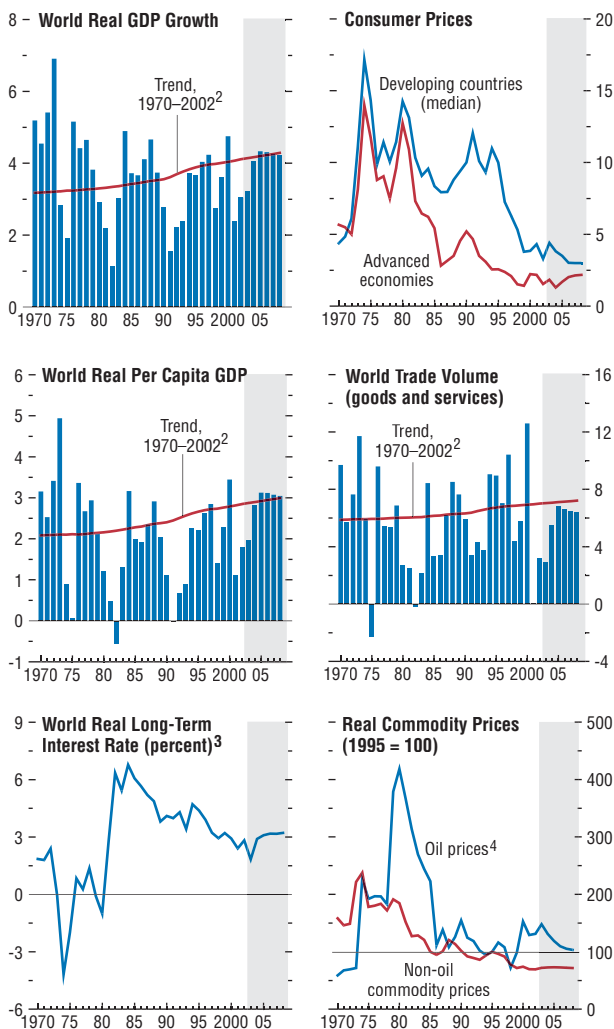 World Real GDP Growth
8
6
4
2
0
Trend,
1970–2002²
1970 75 80 85 90 95 2000 05
Consumer Prices
20
15
10
5
0
Developing countries
(median)
Advanced
economies
1970 75 80 85 90 95 2000 05
World Real Per Capita GDP
6
5
4
3
2
1
0
-1
Trend,
1970–2002²
1970 75 80 85 90 95 2000 05
World Trade Volume
(goods and services)
16
12
8
4
0
-4
Trend,
1970–2002²
1970 75 80 85 90 95 2000 05
World Real Long-Term
Interest Rate (percent)³
9
6
3
0
-3
-6
1970 75 80 85 90 95 2000 05
Real Commodity Prices
(1995 = 100)
500
400
300
200
100
0
Oil prices⁴
Non-oil
commodity prices
1970 75 80 85 90 95 2000 05